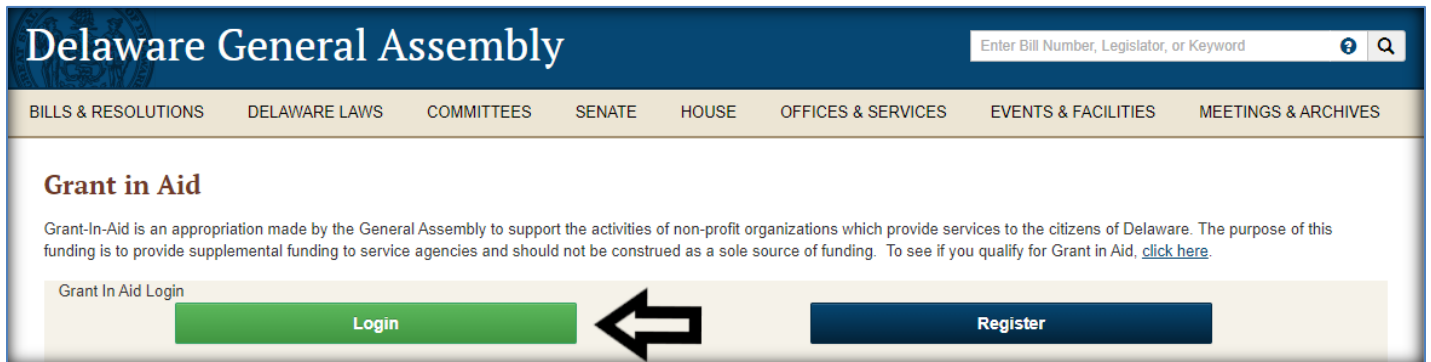 Delaware General Assembly
Enter Bill Number, Legislator, or Keyword
BILLS & RESOLUTIONS DELAWARE LAWS COMMITTEES SENATE HOUSE OFFICES & SERVICES EVENTS & FACILITIES MEETINGS & ARCHIVES
Grant in Aid
Grant-In-Aid is an appropriation made by the General Assembly to support the activities of non-profit organizations which provide services to the citizens of Delaware. The purpose of this
funding is to provide supplemental funding to service agencies and should not be construed as a sole source of funding. To see if you qualify for Grant in Aid, click here.
Grant In Aid Login
Login
Register